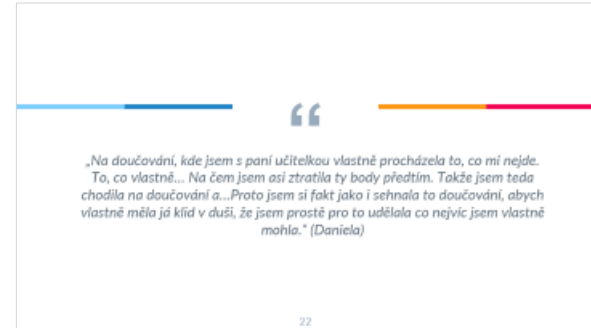 “
„Na doučování, kde jsem s paní učitelkou vlastně procházela to, co mi nejde.
To, co vlastně... Na čem jsem asi ztratila ty body předtím. Takže jsem teda
chodila na doučování a...Proto jsem si fakt jako i sehnala to doučování, abych
vlastně měla já klid v duši, že jsem prostě pro to udělala co nejvíc jsem vlastně
mohla.“ (Daniela)
22